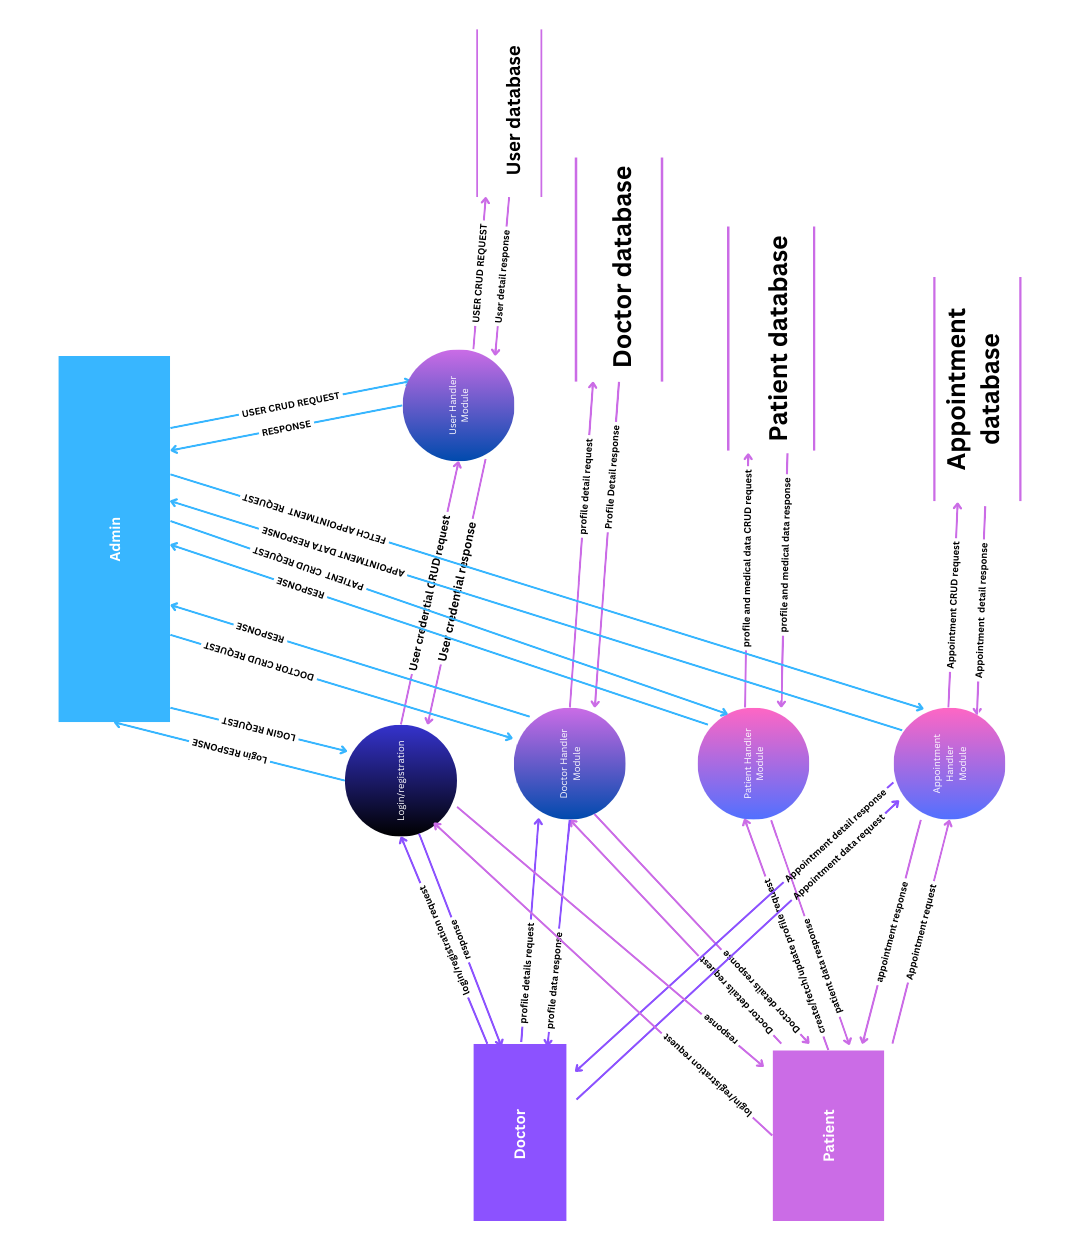 User database
Doctor database
Patient database
Appointment
database
USER CRUD REQUEST
User detail response
profile detail request
Profile Detail response
profile and medical data CRUD request
profile and medical data response
Appointment CRUD request
Appointment  detail response
User Handler
Module
USER CRUD REQUEST
RESPONSE
Admin
FETCH APPOINTMENT  REQUEST
APPOINTMENT DATA RESPONSE
PATIENT  CRUD REQUEST
RESPONSE
RESPONSE
DOCTOR CRUD REQUEST
LOGIN REQUEST
Login RESPONSE
User credential CRUD request
User credential response
Login/registration
Doctor Handler
Module
Patient Handler
Module
Appointment
Handler
Module
login/registration request
response
profile details request
profile data response
Appointment detail response
Appointment data request
Doctor details request
Doctor details response
create/fetch/update profile request
patient data response
appointment response
Appointment request
response
login/registration request
Doctor
Patient